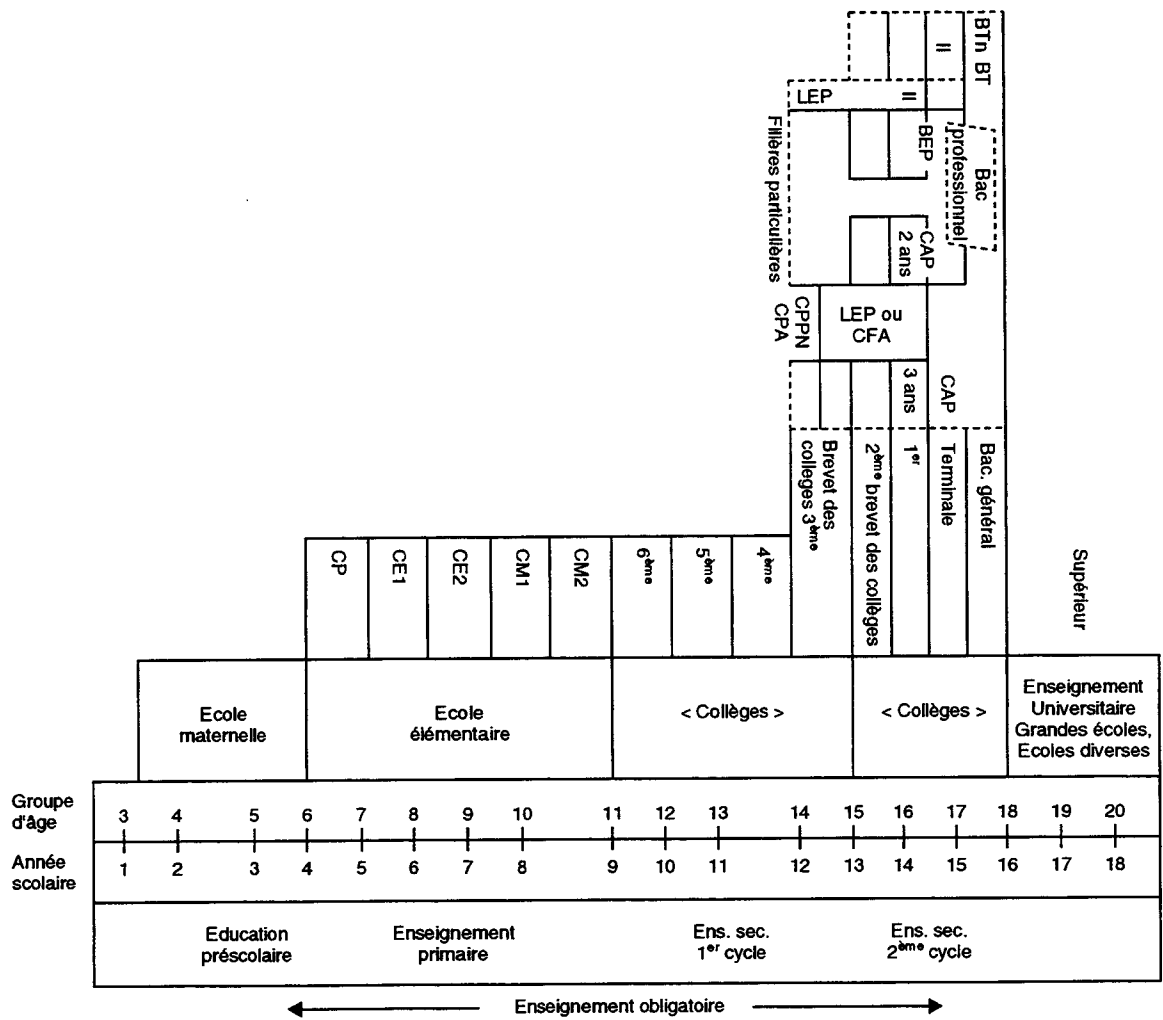 BTn BT
II
LEP
II
Filières particulières
BEP
Bac
professionnel
CAP
2 ans
CPPN
CPA
LEP ou
CFA
3 ans
CAP
Brevet des
colleges 3ème
2ème brevet des collèges
1er
Terminale
Bac. général
Supérieur
CP
CE1
CE2
CM1
CM2
6ème
5ème
4ème
Ecole
maternelle
Ecole
élémentaire
< Collèges >
< Collèges >
Enseignement
Universitaire
Grandes écoles,
Ecoles diverses
Groupe
d'âge
3 4 5 6 7 8 9 10 11 12 13 14 15 16 17 18 19 20
Année
scolaire
1 2 3 4 5 6 7 8 9 10 11 12 13 14 15 16 17 18
Education
préscolaire
Enseignement
primaire
Ens. sec.
1er cycle
Ens. sec.
2ème cycle
Enseignement obligatoire